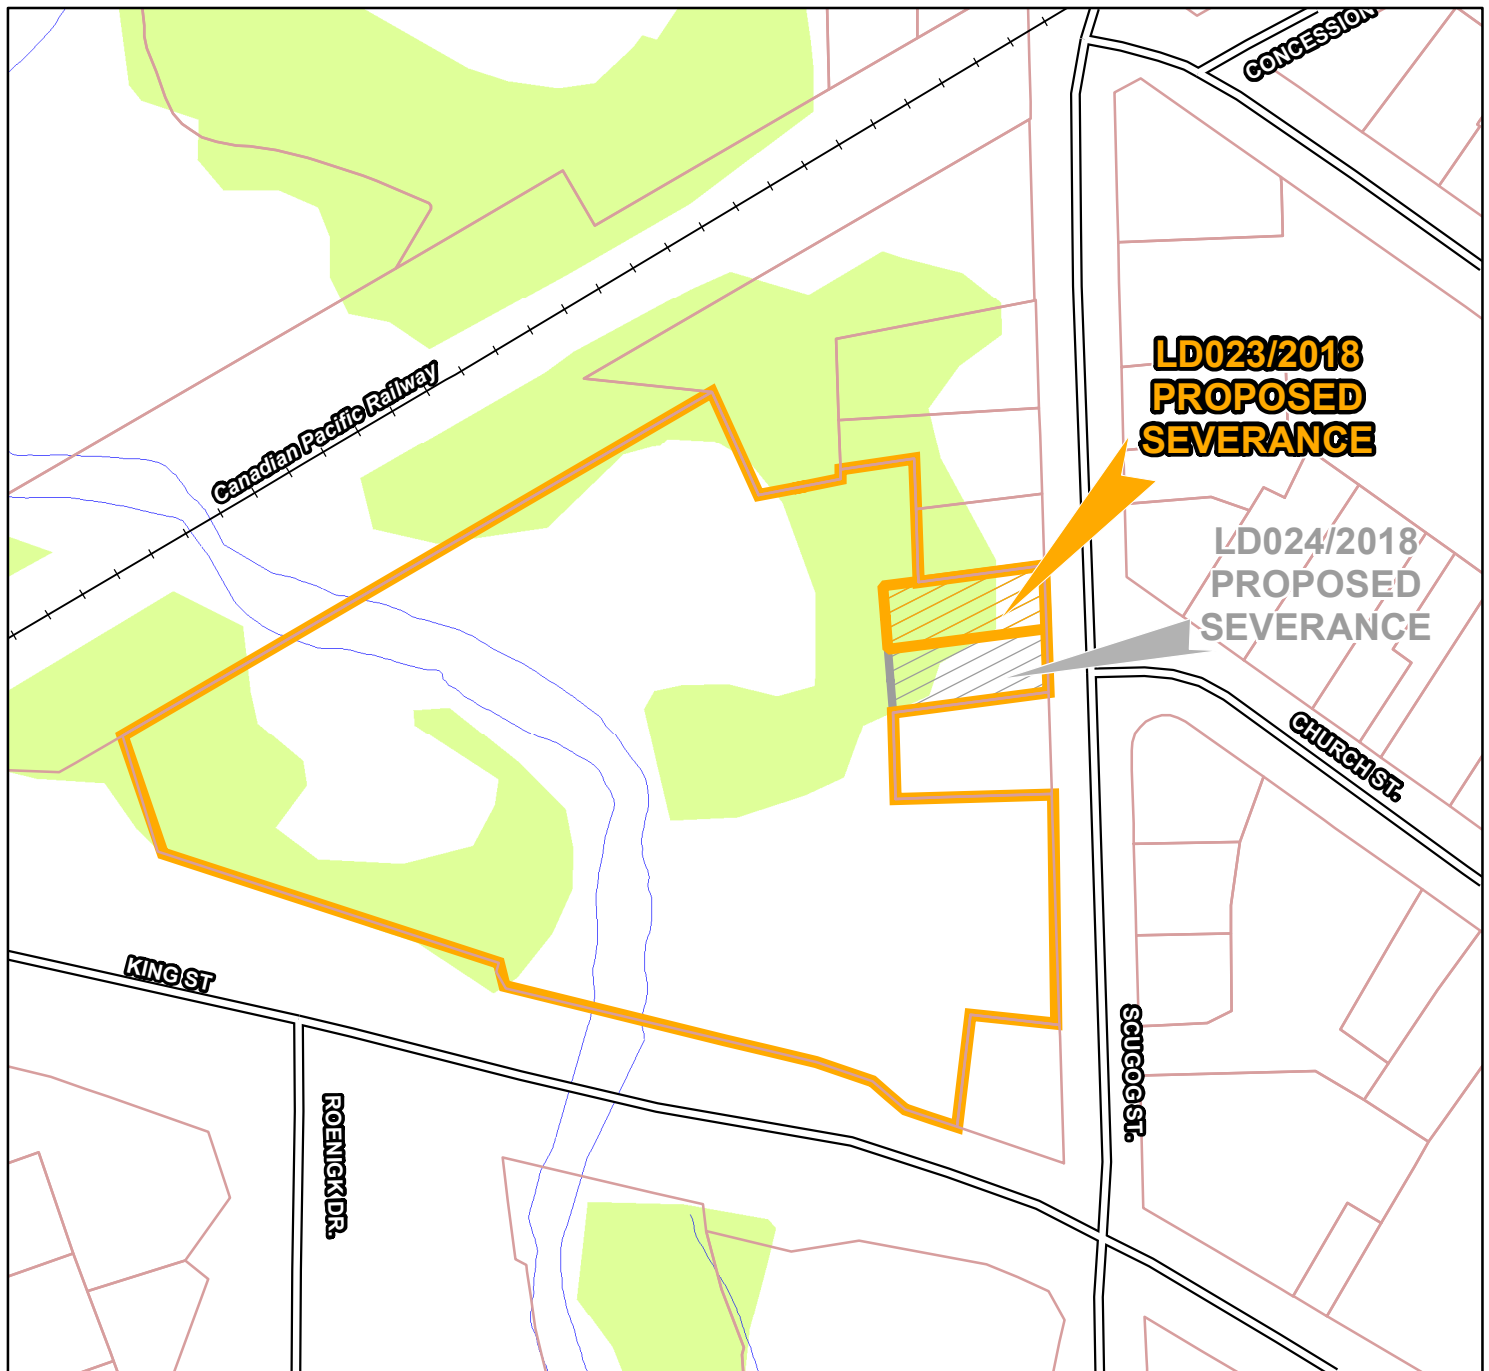 CONCESSION
LD023/2018
PROPOSED
SEVERANCE
Canadian Pacific Railway
LD024/2018
PROPOSED
SEVERANCE
CHURCH ST.
KING ST
SCUGOG ST.
ROENIGK DR.